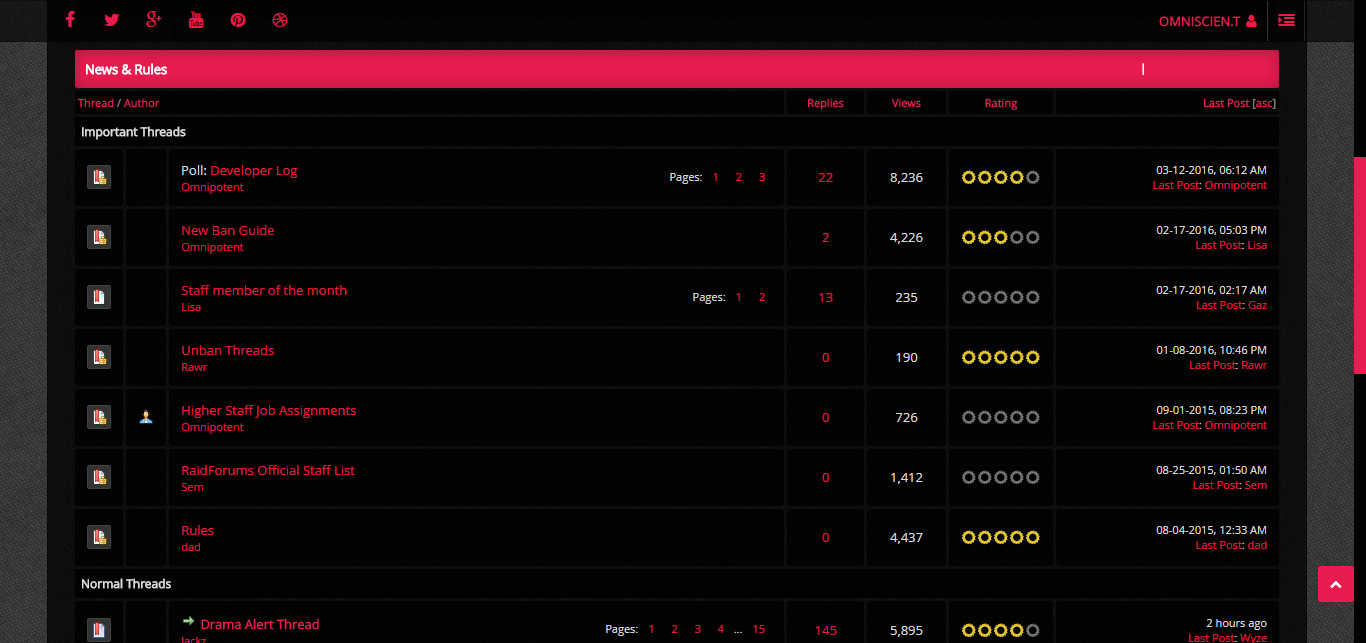 OMNISCIEN.T
News & Rules
Thread / Author Replies Views Rating Last Post [asc]
Important Threads
Poll: Developer Log Pages: 1 2 3 22 8,236 03-12-2016, 06:12 AM
Omnipotent Last Post: Omnipotent
New Ban Guide 2 4,226 02-17-2016, 05:03 PM
Omnipotent Last Post: Lisa
Staff member of the month Pages: 1 2 13 235 02-17-2016, 02:17 AM
Lisa Last Post: Gaz
Unban Threads 0 190 01-08-2016, 10:46 PM
Rawr Last Post: Rawr
Higher Staff Job Assignments 0 726 09-01-2015, 08:23 PM
Omnipotent Last Post: Omnipotent
RaidForums Official Staff List 0 1,412 08-25-2015, 01:50 AM
Sem Last Post: Sem
Rules 0 4,437 08-04-2015, 12:33 AM
dad Last Post: dad
Normal Threads
Drama Alert Thread Pages: 1 2 3 4 ... 15 145 5,895 2 hours ago
Jackz Last Post: Wyze